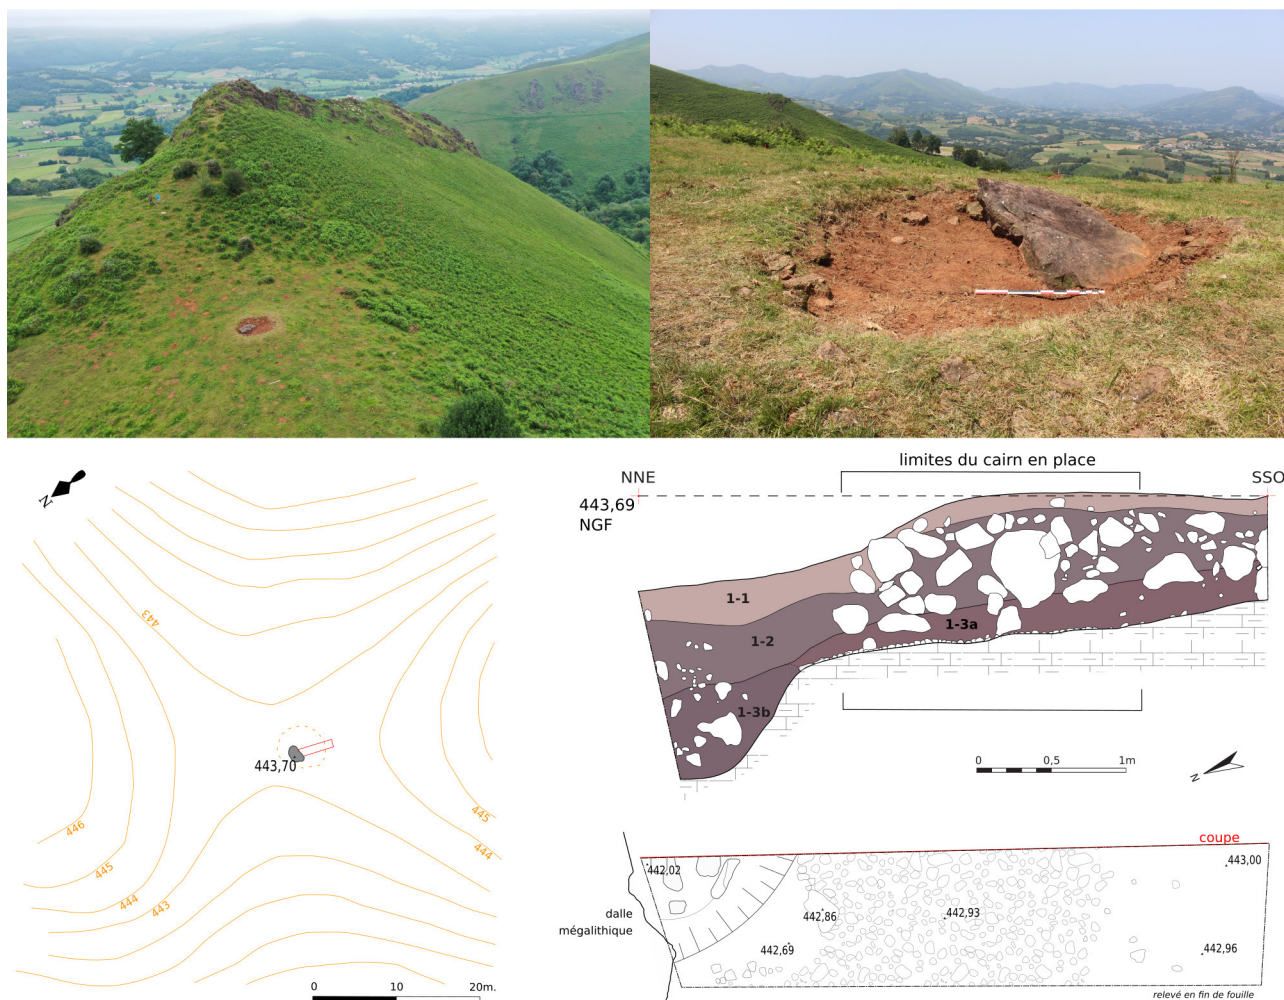 N
443
443,70
446
445
444
443
445
444
0
10
20m.
limites du cairn en place
NNE
SSO
443,69
NGF
1-1
1-2
1-3a
1-3b
0
0,5
1m
N
coupe
442,02
443,00
dalle
mégalithique
442,86
442,93
442,69
442,96
relevé en fin de fouille